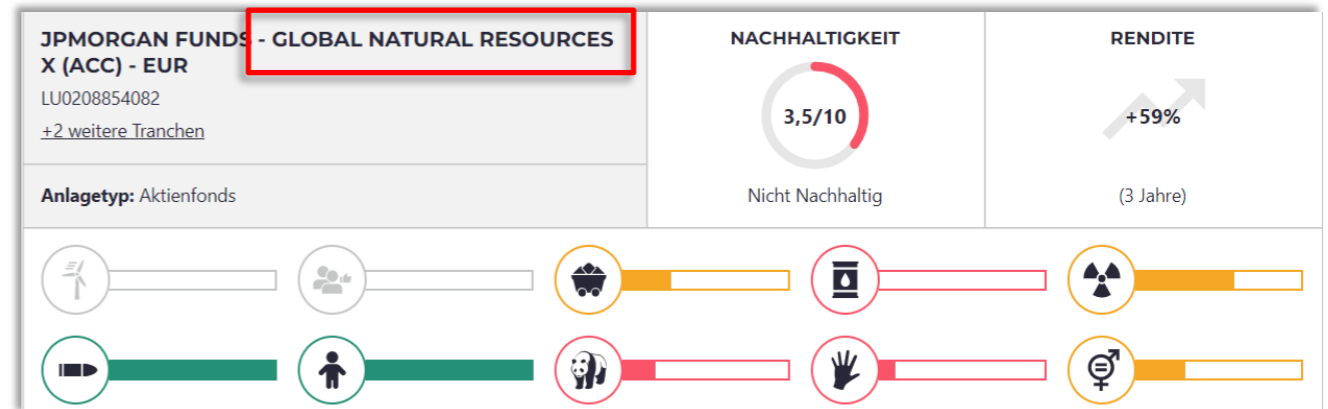 JPMORGAN FUNDS - GLOBAL NATURAL RESOURCES
X (ACC) - EUR
LU0208854082
+2 weitere Tranchen
Anlagetyp: Aktienfonds
NACHHALTIGKEIT
3,5/10
Nicht Nachhaltig
RENDITE
+59%
(3 Jahre)